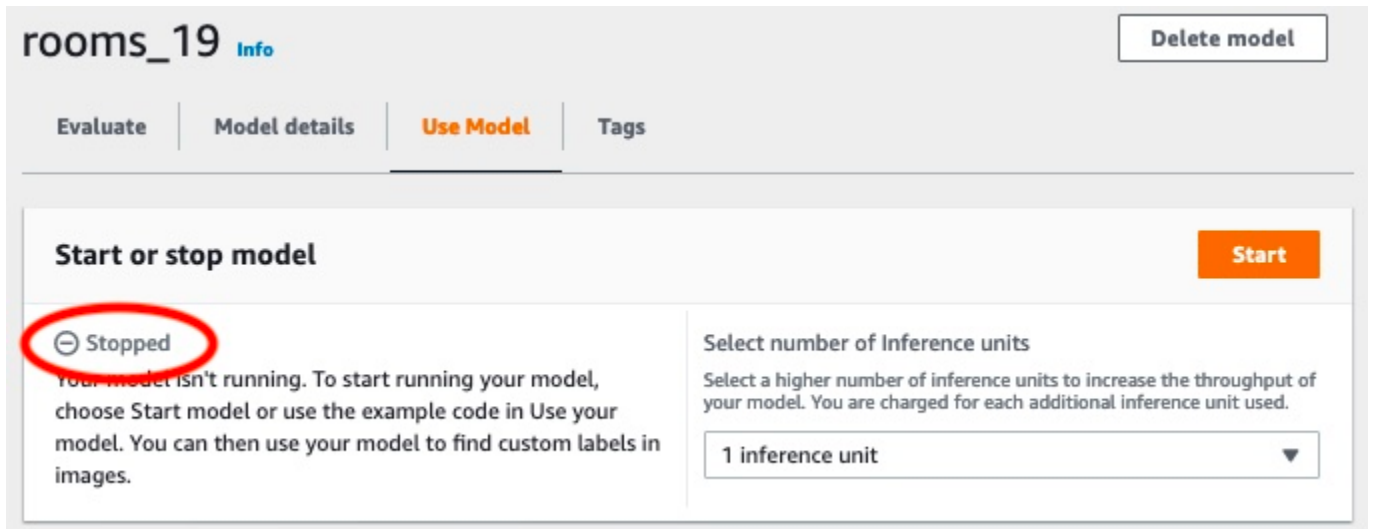 rooms_19 Info
Delete model
Evaluate
Model details
Use Model
Tags
Start or stop model
Start
Stopped
Your model isn't running. To start running your model,
choose Start model or use the example code in Use your
model. You can then use your model to find custom labels in
images.
Select number of Inference units
Select a higher number of inference units to increase the throughput of
your model. You are charged for each additional inference unit used.
1 inference unit